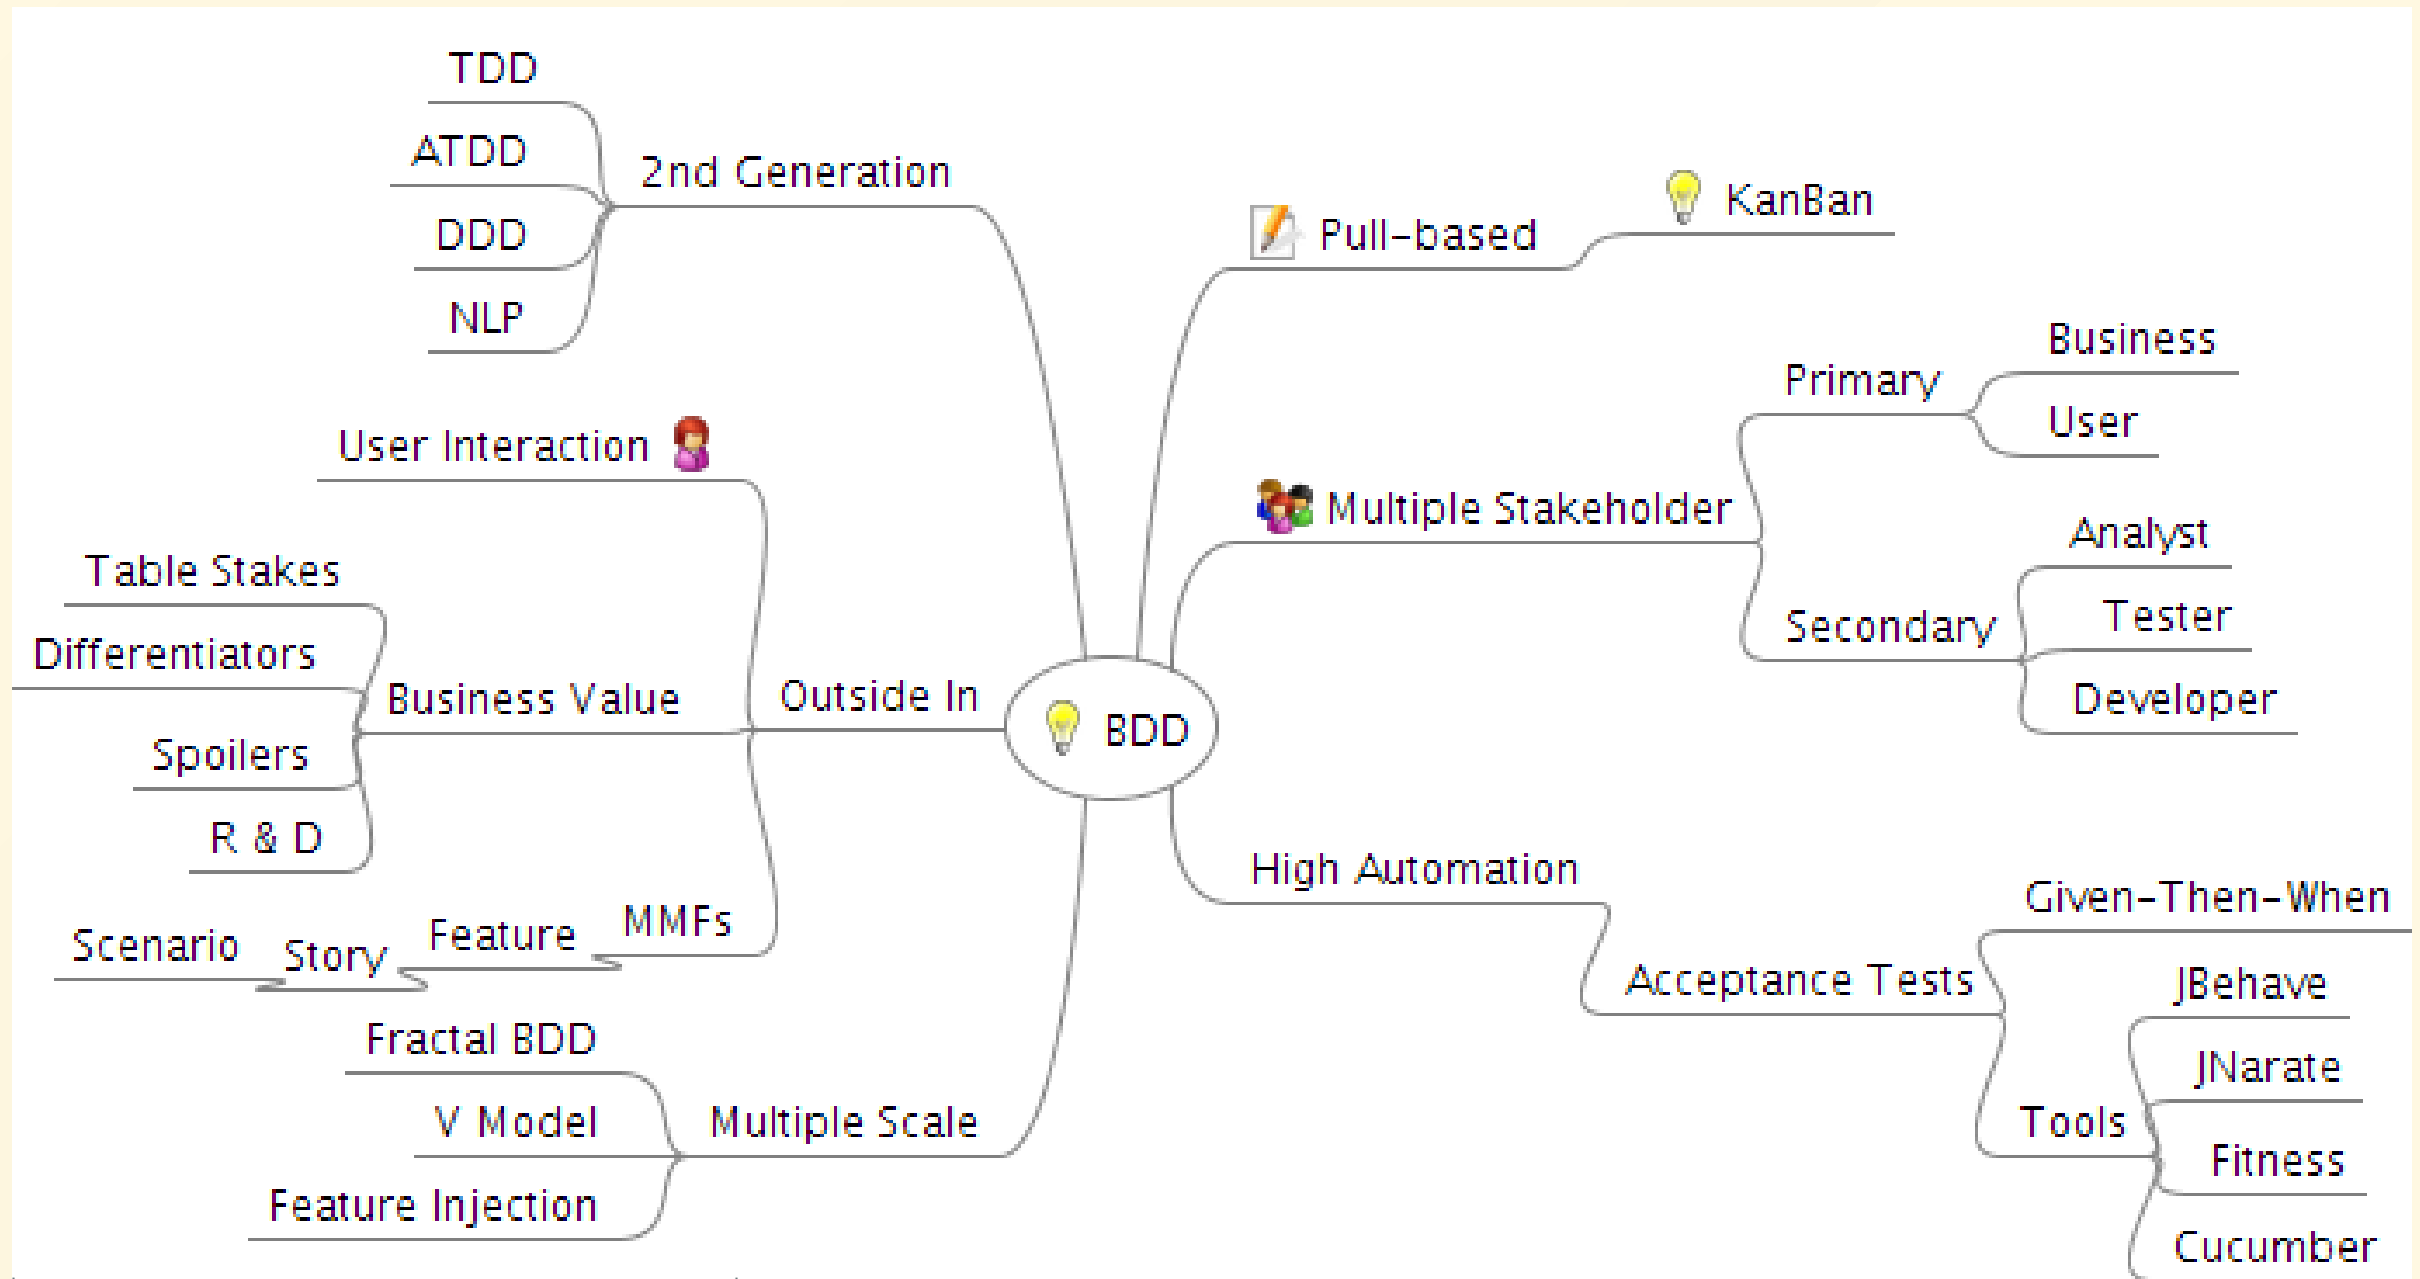 TDD
ATDD
2nd Generation
DDD
NLP
User Interaction
Table Stakes
Differentiators
Business Value
Outside In
Spoilers
R & D
MMFs
Feature
Story
Scenario
Fractal BDD
V Model
Multiple Scale
Feature Injection
BDD
Pull-based
KanBan
Multiple Stakeholder
Primary
Business
User
Secondary
Analyst
Tester
Developer
High Automation
Acceptance Tests
Given-Then-When
Tools
JBehave
JNarate
Fitness
Cucumber